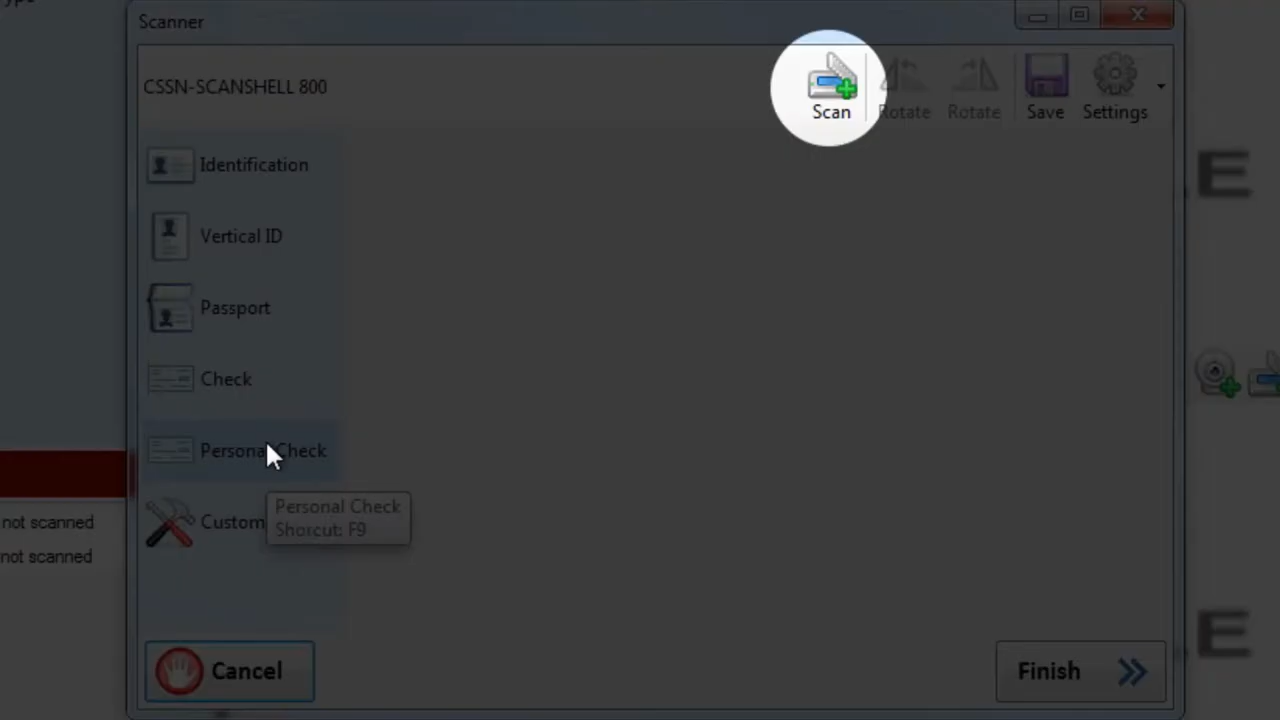 Scanner
CSSN-SCANSHELL 800
Scan
Rotate
Rotate
Save
Settings
Identification
Vertical ID
Passport
Check
Personal Check
Personal Check
Shorcut: F9
Custom
not scanned
not scanned
Cancel
Finish
E
E